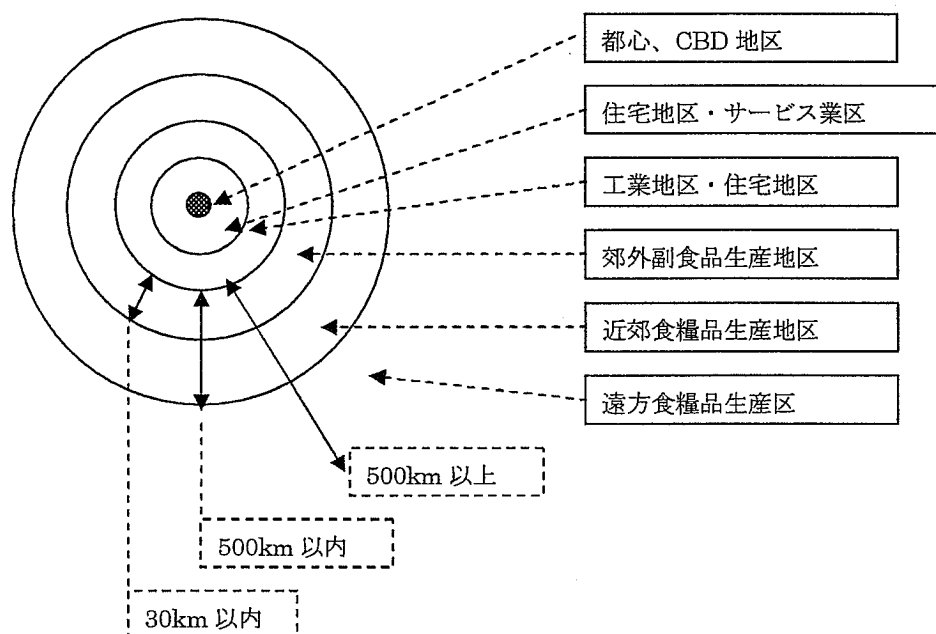 都心、CBD 地区
住宅地区・サービス業区
工業地区・住宅地区
郊外副食品生産地区
近郊食糧品生産地区
遠方食糧品生産区
500km 以上
500km 以内
30km 以内